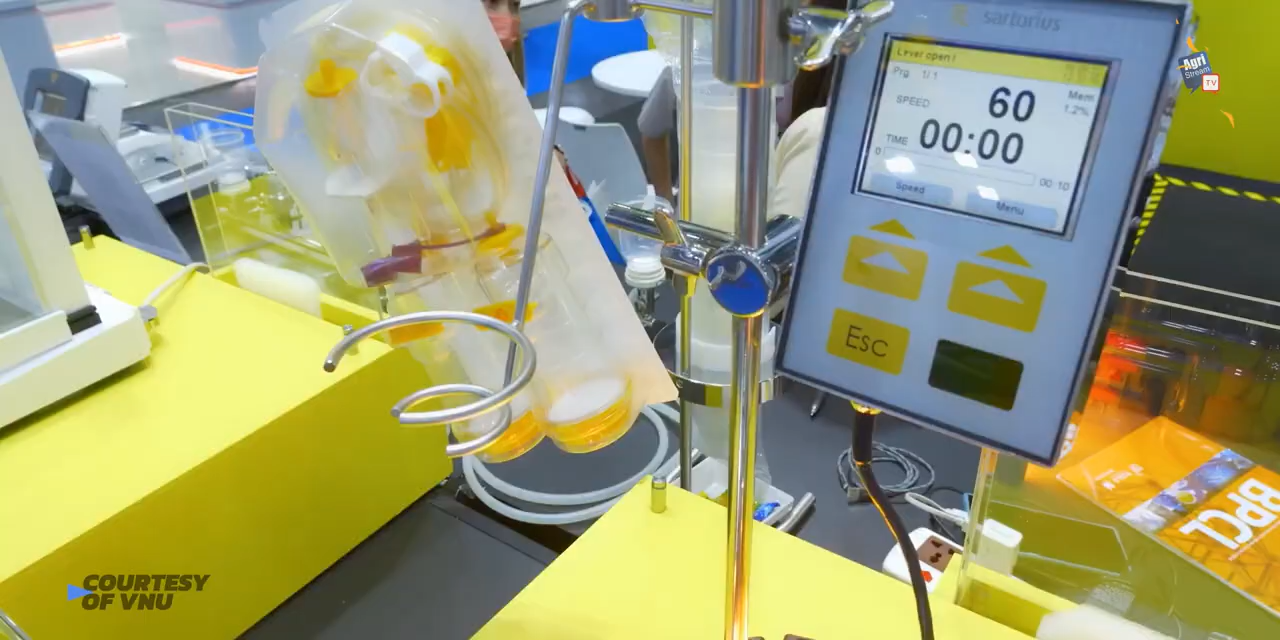 sartorius
Lever open!
Prg 1/1
Mem
1.2%
SPEED 60
TIME 00:00
0
00:10
Speed
Menu
Esc
Agri
Stream
TV
BPCL
COURTESY
OF VNU